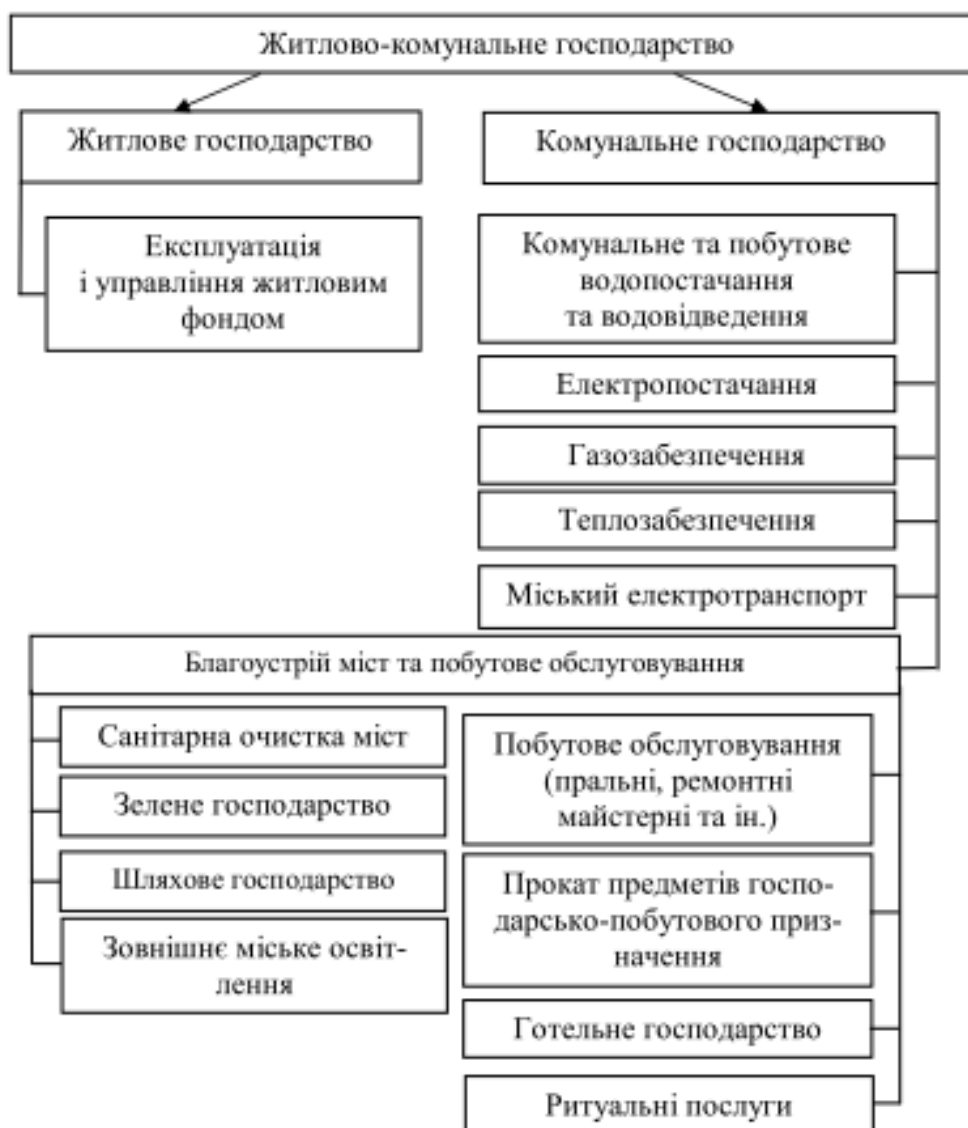 Житлово-комунальне господарство
Житлове господарство
Комунальне господарство
Експлуатація
і управління житловим
фондом
Комунальне та побутове
водопостачання
та водовідведення
Електропостачання
Газозабезпечення
Теплозабезпечення
Міський електротранспорт
Благоустрій міст та побутове обслуговування
Санітарна очистка міст
Зелене господарство
Шляхове господарство
Зовнішнє міське освіт-
лення
Побутове обслуговування
(пральні, ремонтні
майстерні та ін.)
Прокат предметів госпо-
дарсько-побутового приз-
начення
Готельне господарство
Ритуальні послуги